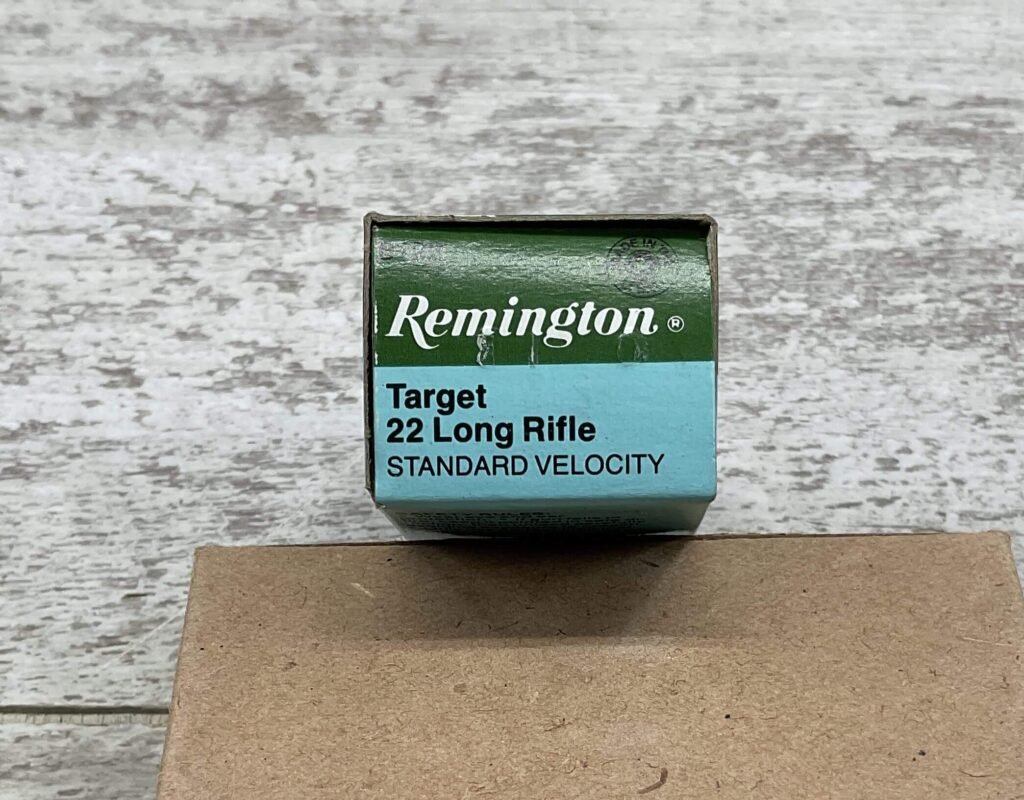 Remington®
Target
22 Long Rifle
STANDARD VELOCITY